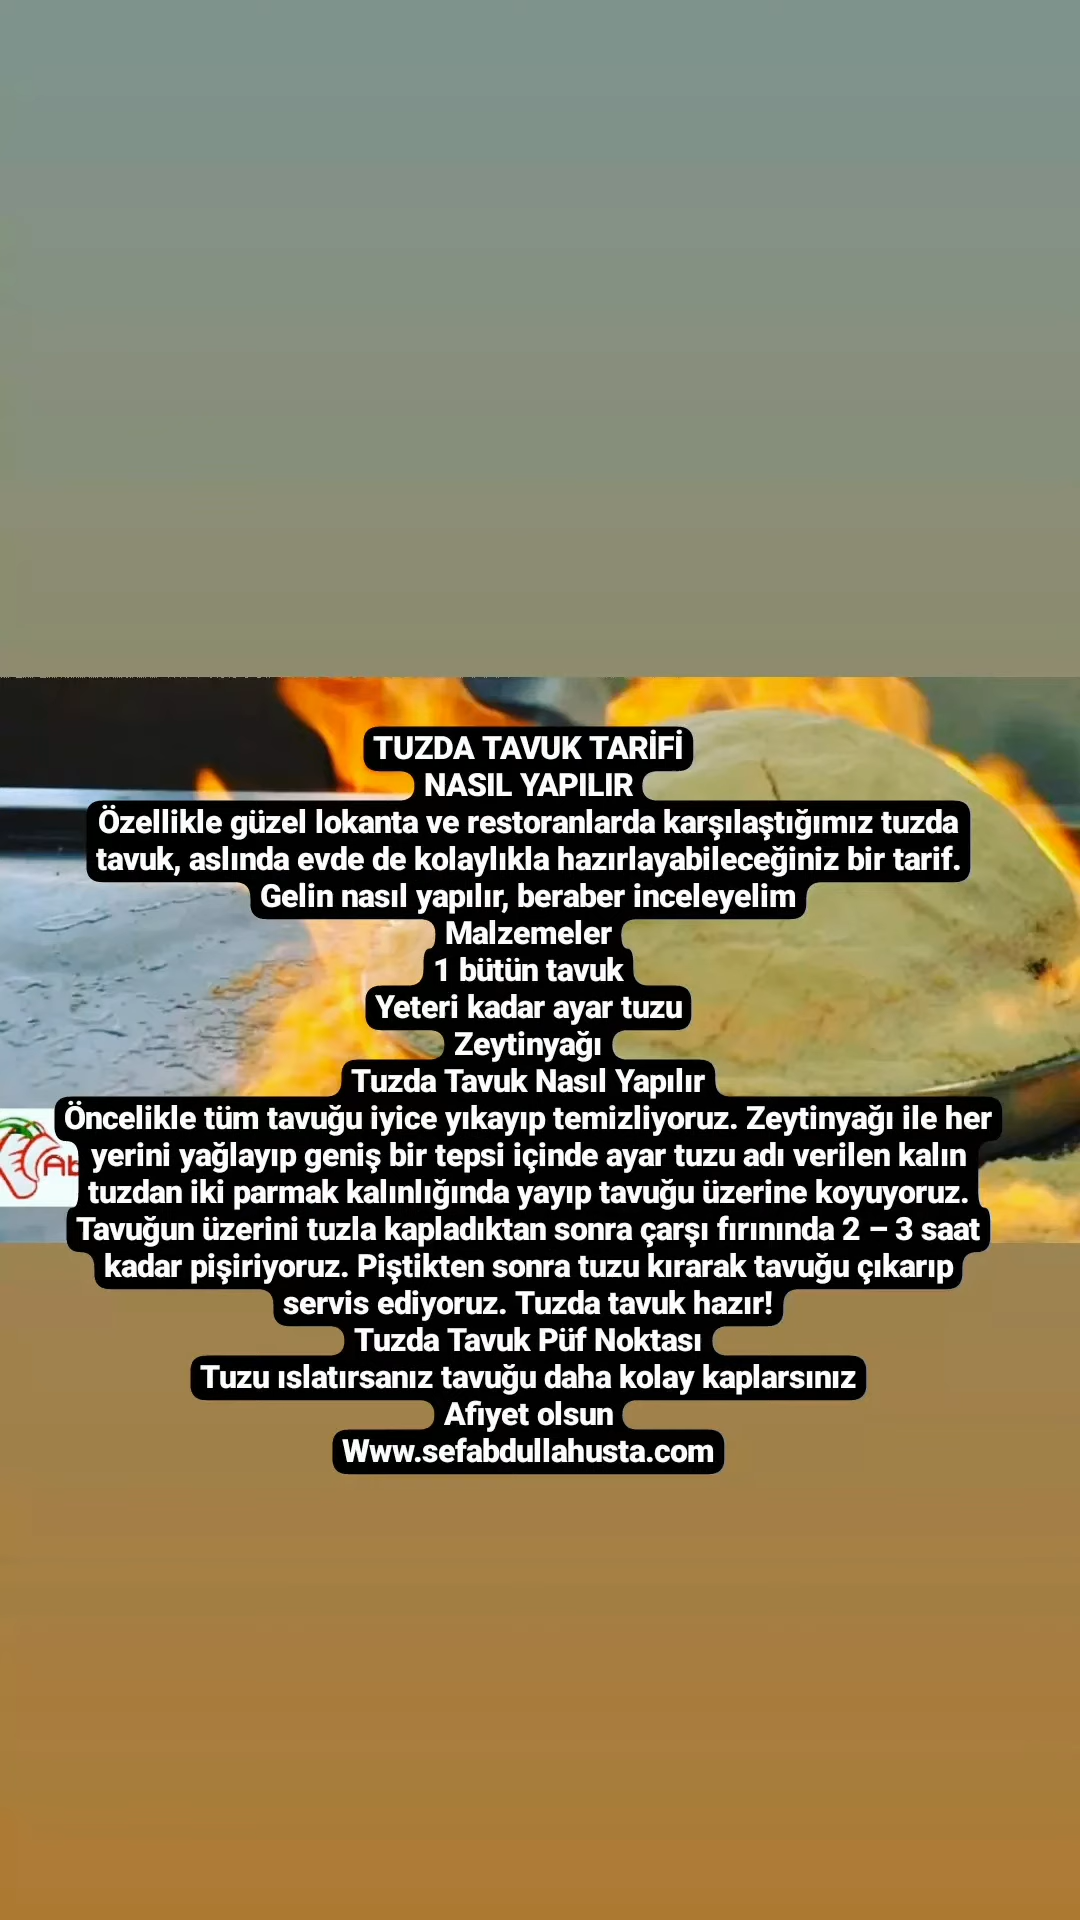 TUZDA TAVUK TARİFİ
NASIL YAPILIR
Özellikle güzel lokanta ve restoranlarda karşılaştığımız tuzda
tavuk, aslında evde de kolaylıkla hazırlayabileceğiniz bir tarif.
Gelin nasıl yapılır, beraber inceleyelim
Malzemeler
1 bütün tavuk
Yeteri kadar ayar tuzu
Zeytinyağı
Tuzda Tavuk Nasıl Yapılır
Öncelikle tüm tavuğu iyice yıkayıp temizliyoruz. Zeytinyağı ile her
yerini yağlayıp geniş bir tepsi içinde ayar tuzu adı verilen kalın
tuzdan iki parmak kalınlığında yayıp tavuğu üzerine koyuyoruz.
Tavuğun üzerini tuzla kapladıktan sonra çarşı fırınında 2 – 3 saat
kadar pişiriyoruz. Piştikten sonra tuzu kırarak tavuğu çıkarıp
servis ediyoruz. Tuzda tavuk hazır!
Tuzda Tavuk Püf Noktası
Tuzu ıslatırsanız tavuğu daha kolay kaplarsınız
Afiyet olsun
Www.sefabdullahusta.com